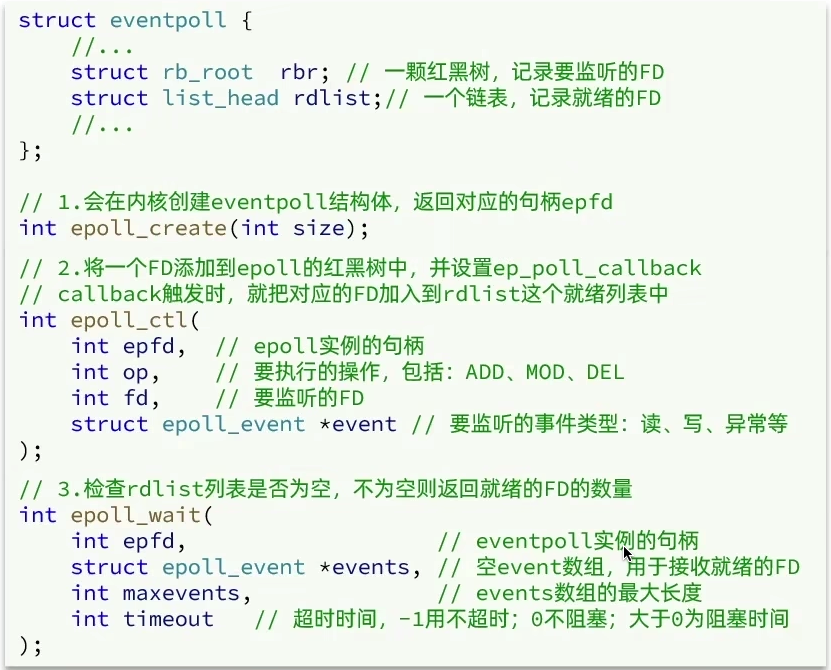 struct eventpoll {
//...
struct rb_root rbr; // 一颗红黑树，记录要监听的FD
struct list_head rdlist;// 一个链表，记录就绪的FD
//...
};
// 1.会在内核创建eventpoll结构体，返回对应的句柄epfd
int epoll_create(int size);
// 2.将一个FD添加到epoll的红黑树中，并设置ep_poll_callback
// callback触发时，就把对应的FD加入到rdlist这个就绪列表中
int epoll_ctl(
int epfd, // epoll实例的句柄
int op, // 要执行的操作，包括：ADD、MOD、DEL
int fd, // 要监听的FD
struct epoll_event *event // 要监听的事件类型：读、写、异常等
);
// 3.检查rdlist列表是否为空，不为空则返回就绪的FD的数量
int epoll_wait(
int epfd, // eventpoll实例的句柄
struct epoll_event *events, // 空event数组，用于接收就绪的FD
int maxevents, // events数组的最大长度
int timeout // 超时时间，-1用不超时；0不阻塞；大于0为阻塞时间
);